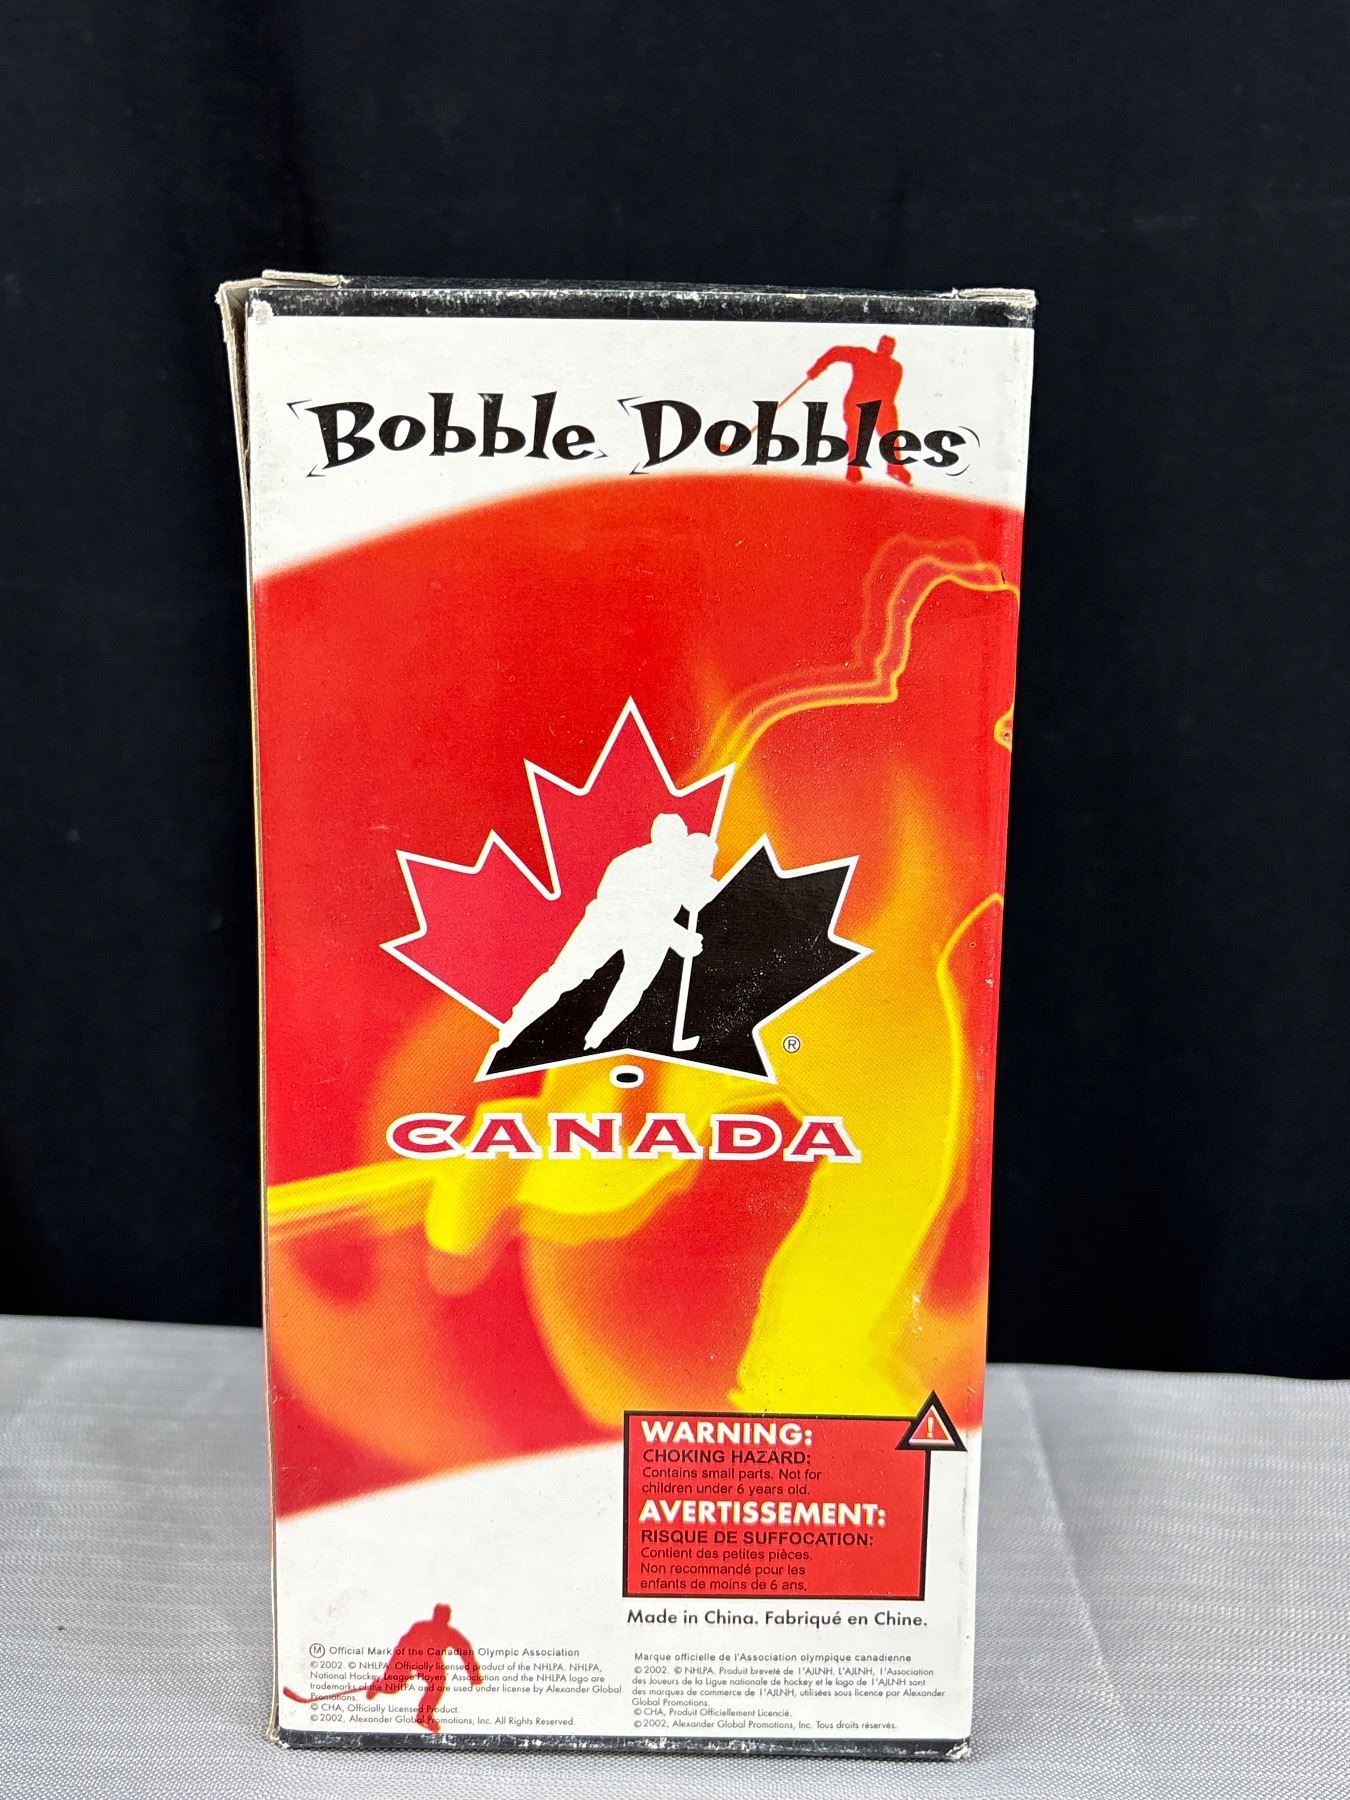 Bobble Dobbles
®
CANADA
WARNING:
CHOKING HAZARD:
Contains small parts. Not for
children under 6 years old.
AVERTISSEMENT:
RISQUE DE SUFFOCATION:
Contient des petites pièces.
Non recommandé pour les
enfants de moins de 6 ans.
Made in China. Fabriqué en Chine.
Ⓜ Official Mark of the Canadian Olympic Association
© 2002. © NHLPA. Officially licensed product of the NHLPA. NHLPA,
National Hockey League Players' Association and the NHLPA logo are
trademarks of the NHLPA and are used under license by Alexander Global
Promotions.
© CHA, Officially Licensed Product.
© 2002, Alexander Global Promotions, Inc. All Rights Reserved.
Marque officielle de l'Association olympique canadienne
© 2002. © NHLPA. Produit breveté de l'AJLNH. L'AJLNH, l'Association
des Joueurs de la Ligue nationale de hockey et le logo de l'AJLNH sont
des marques de commerce de l'AJLNH, utilisées sous licence par Alexander
Global Promotions.
© CHA, Produit Officiellement Licencié.
© 2002, Alexander Global Promotions, Inc. Tous droits réservés.